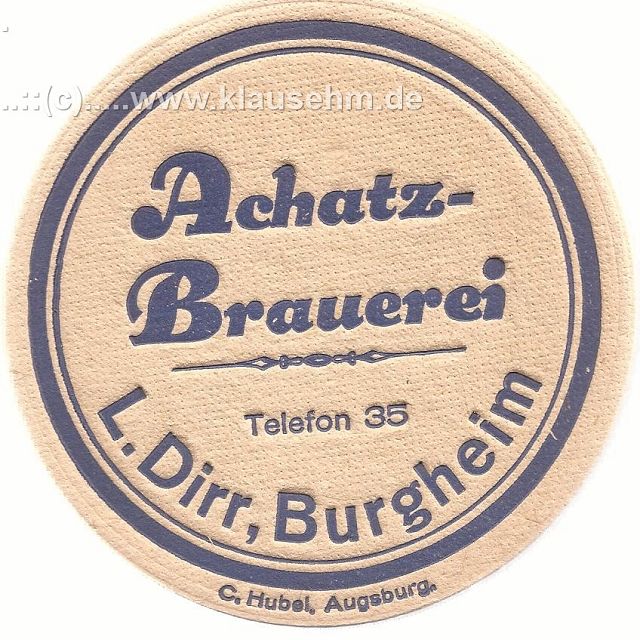 ..::(c).....www.klausehm.de
Achatz-
Brauerei
Telefon 35
L. Dirr, Burgheim
C. Hubel, Augsburg.